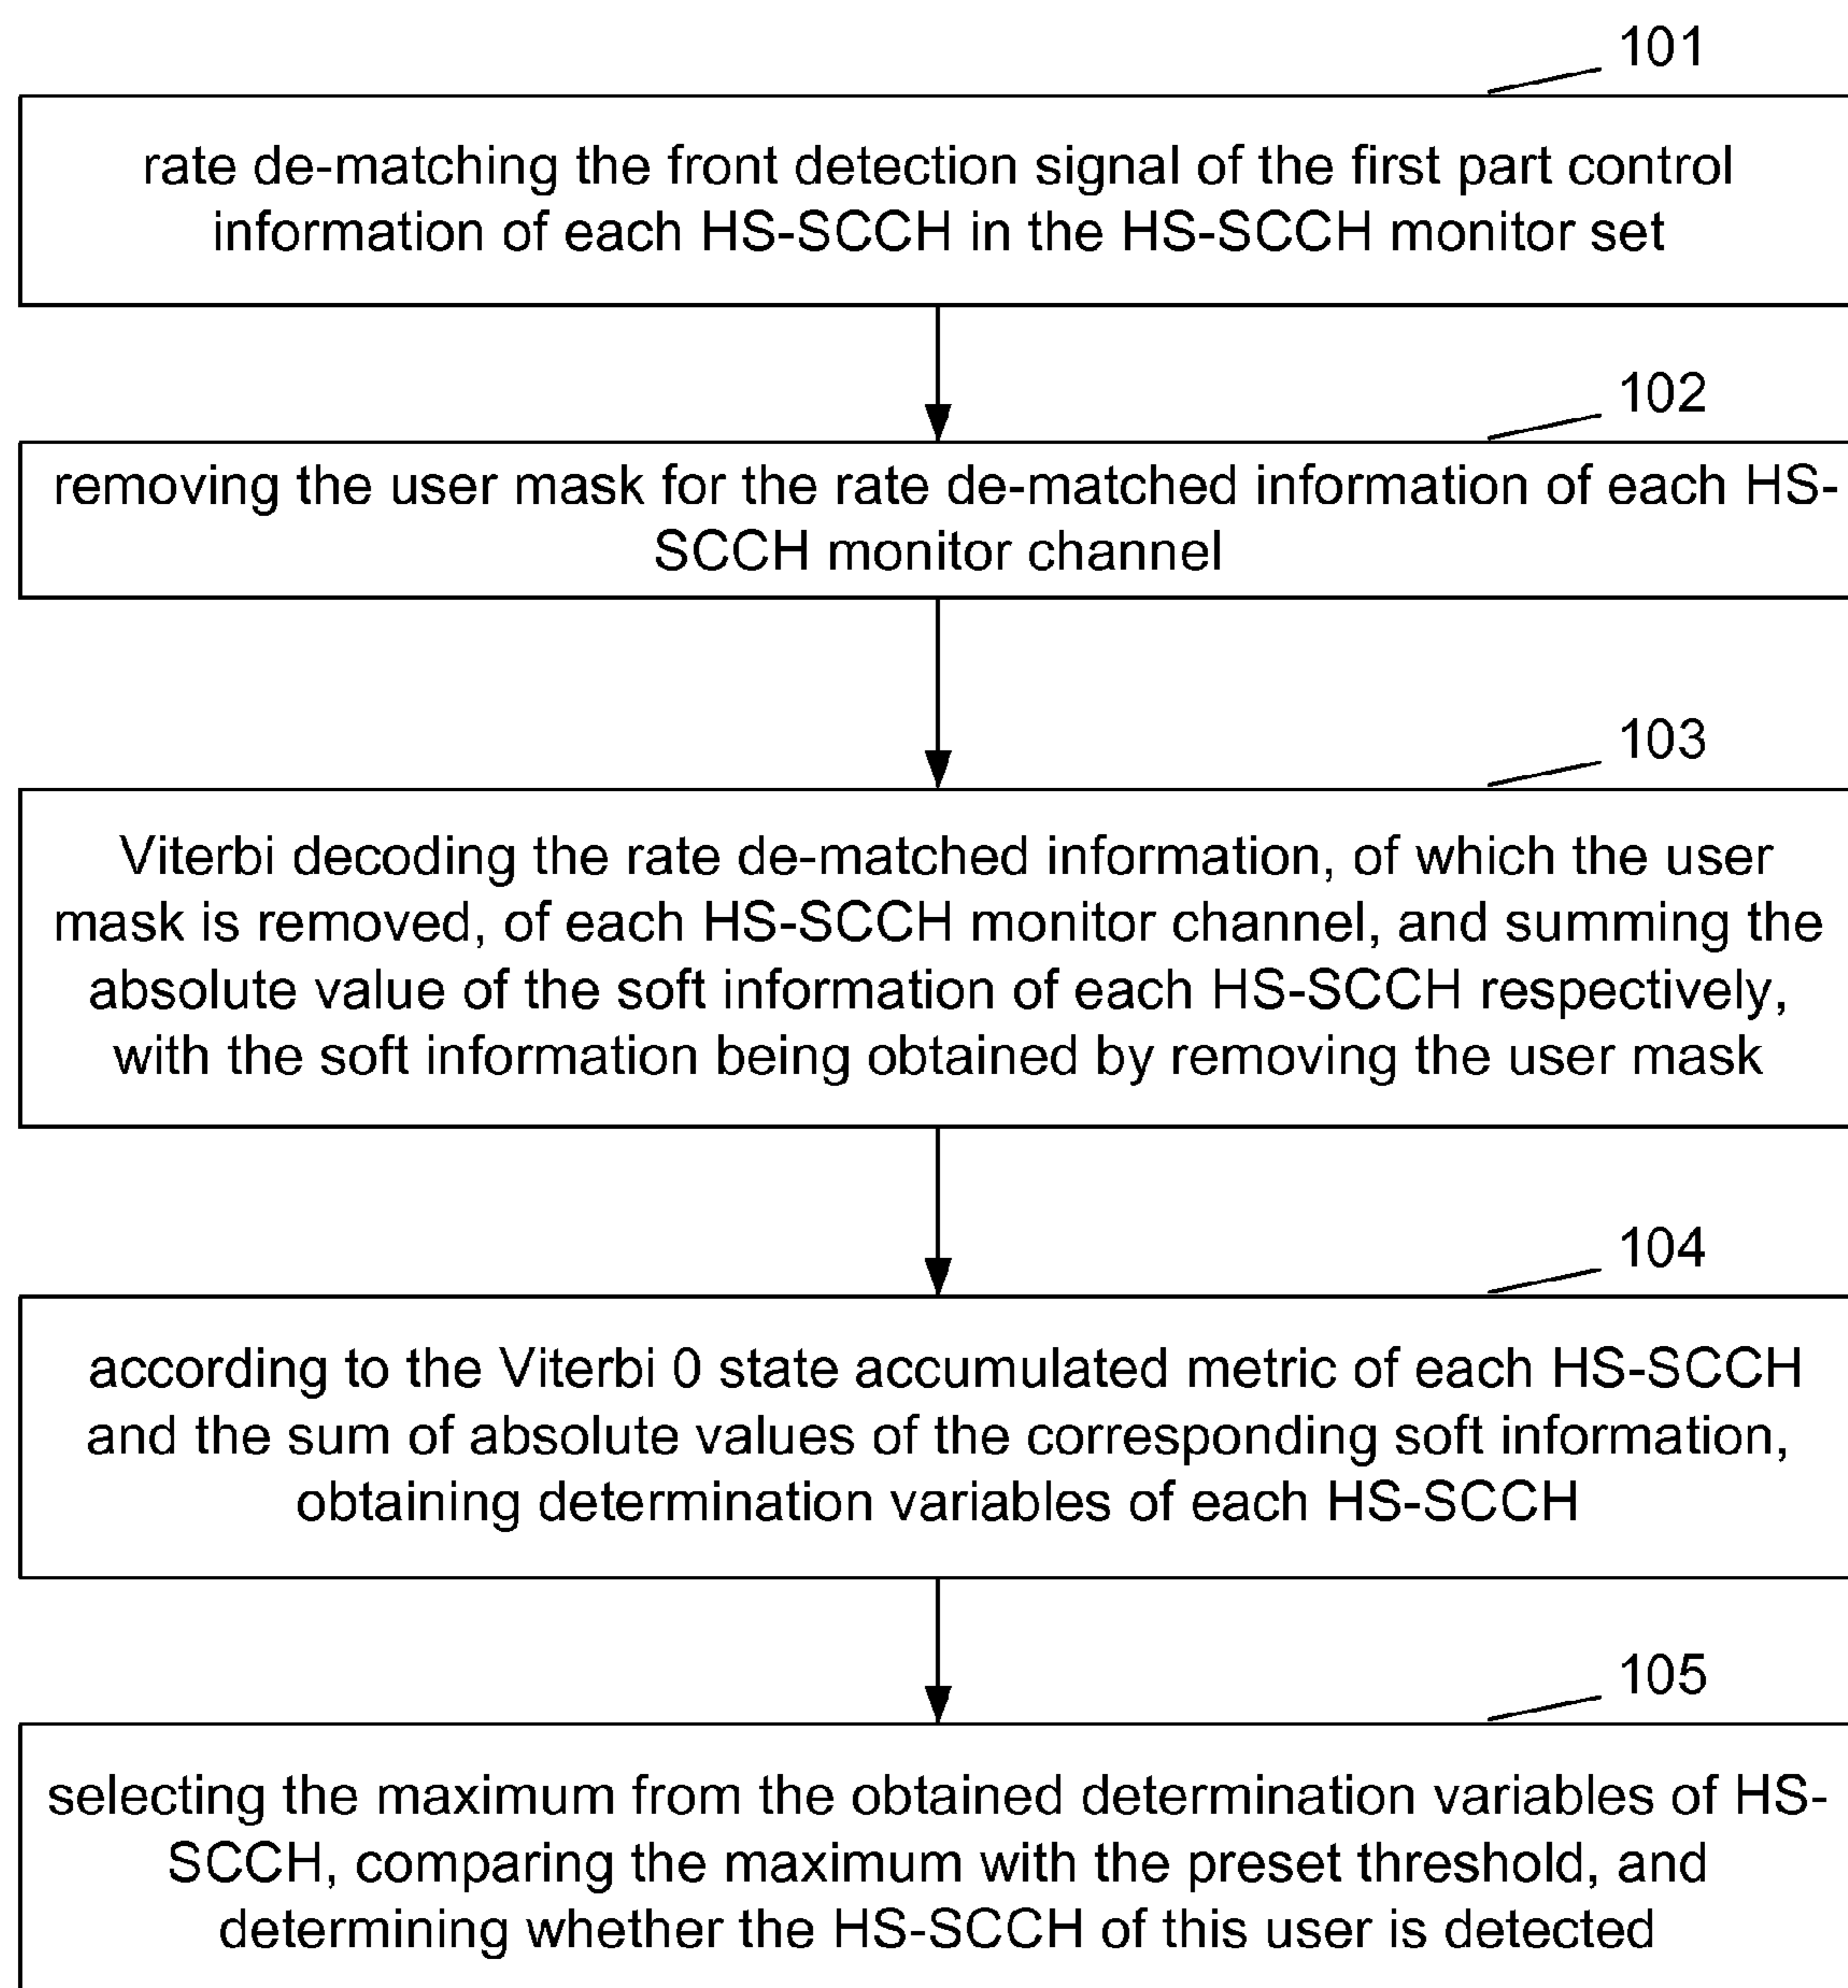 101
rate de-matching the front detection signal of the first part control
information of each HS-SCCH in the HS-SCCH monitor set
102
removing the user mask for the rate de-matched information of each HS-
SCCH monitor channel
103
Viterbi decoding the rate de-matched information, of which the user
mask is removed, of each HS-SCCH monitor channel, and summing the
absolute value of the soft information of each HS-SCCH respectively,
with the soft information being obtained by removing the user mask
104
according to the Viterbi 0 state accumulated metric of each HS-SCCH
and the sum of absolute values of the corresponding soft information,
obtaining determination variables of each HS-SCCH
105
selecting the maximum from the obtained determination variables of HS-
SCCH, comparing the maximum with the preset threshold, and
determining whether the HS-SCCH of this user is detected